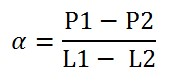 α = (P1 − P2) / (L1 − L2)